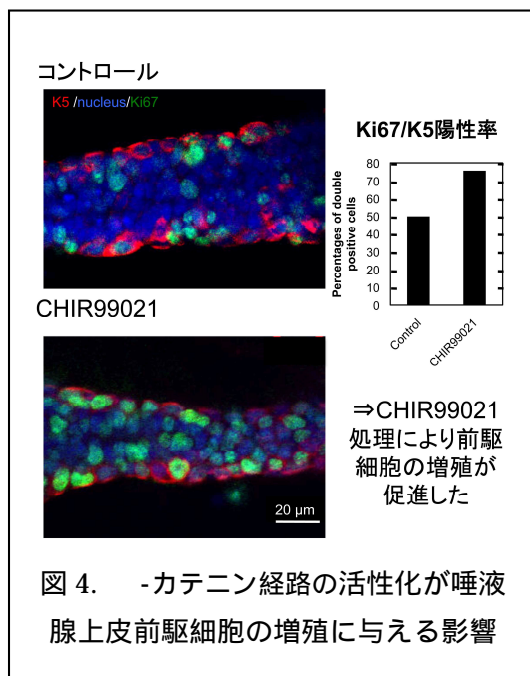 コントロール
K5 /nucleus/Ki67
Ki67/K5陽性率
Percentages of double
positive cells
80
70
60
50
40
30
20
10
0
Control
CHIR99021
CHIR99021
20 μm
⇒CHIR99021
処理により前駆
細胞の増殖が
促進した
図 4. -カテニン経路の活性化が唾液
腺上皮前駆細胞の増殖に与える影響